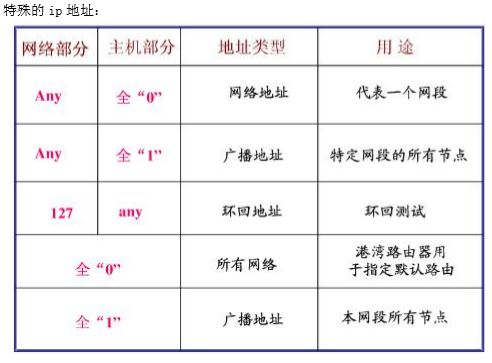 特殊的 ip 地址：
网络部分 主机部分 地址类型 用途
Any 全“0” 网络地址 代表一个网段
Any 全“1” 广播地址 特定网段的所有节点
127 any 环回地址 环回测试
全“0” 所有网络 港湾路由器用
于指定默认路由
全“1” 广播地址 本网段所有节点